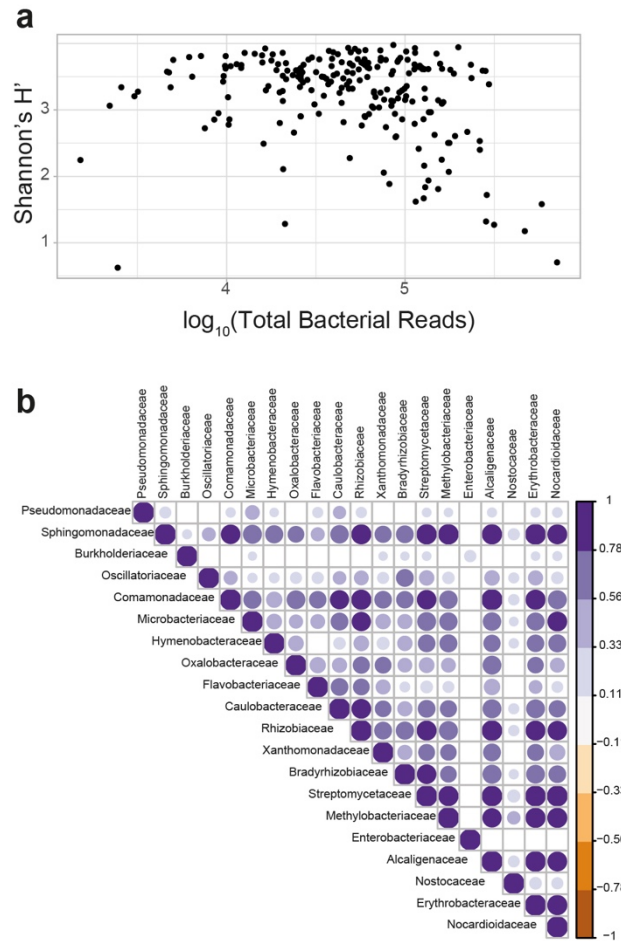 a
Shannon's H'
3
2
1
4
5
log10(Total Bacterial Reads)
b
Pseudomonadaceae
Sphingomonadaceae
Burkholderiaceae
Oscillatoriaceae
Comamonadaceae
Microbacteriaceae
Hymenobacteraceae
Oxalobacteraceae
Flavobacteriaceae
Caulobacteraceae
Rhizobiaceae
Xanthomonadaceae
Bradyrhizobiaceae
Streptomycetaceae
Methylobacteriaceae
Enterobacteriaceae
Alcaligenaceae
Nostocaceae
Erythrobacteraceae
Nocardioidaceae
Pseudomonadaceae
Sphingomonadaceae
Burkholderiaceae
Oscillatoriaceae
Comamonadaceae
Microbacteriaceae
Hymenobacteraceae
Oxalobacteraceae
Flavobacteriaceae
Caulobacteraceae
Rhizobiaceae
Xanthomonadaceae
Bradyrhizobiaceae
Streptomycetaceae
Methylobacteriaceae
Enterobacteriaceae
Alcaligenaceae
Nostocaceae
Erythrobacteraceae
Nocardioidaceae
1
0.78
0.56
0.33
0.11
−0.1
−0.33
−0.56
−0.78
−1